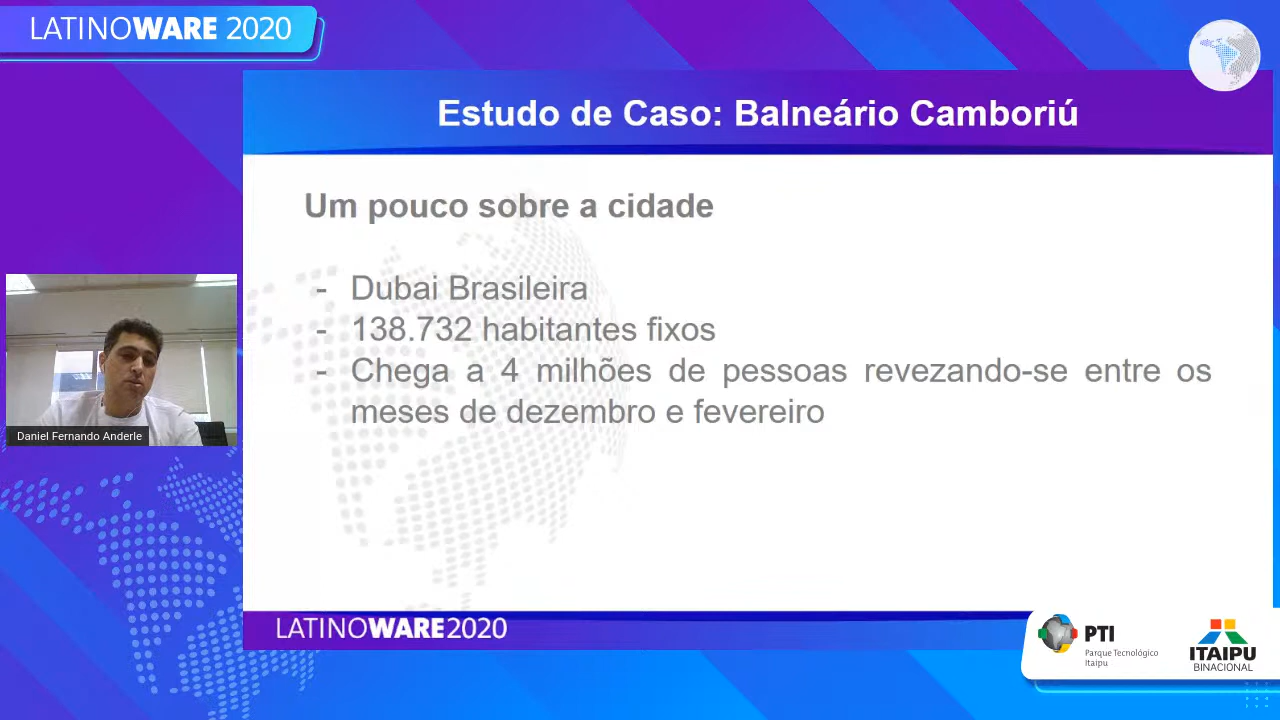 LATINOWARE 2020
Estudo de Caso: Balneário Camboriú
Um pouco sobre a cidade
- Dubai Brasileira
- 138.732 habitantes fixos
- Chega a 4 milhões de pessoas revezando-se entre os
meses de dezembro e fevereiro
Daniel Fernando Anderle
LATINOWARE2020
PTI
Parque Tecnológico
Itaipu
ITAIPU
BINACIONAL